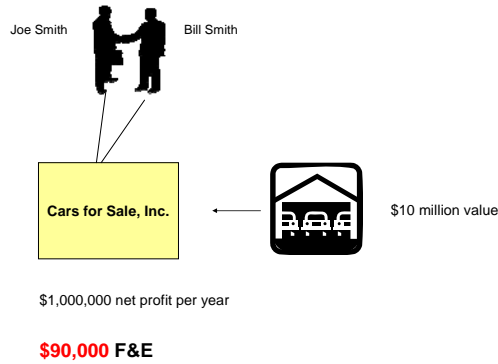 Joe Smith
Bill Smith
Cars for Sale, Inc.
$10 million value
$1,000,000 net profit per year
$90,000 F&E